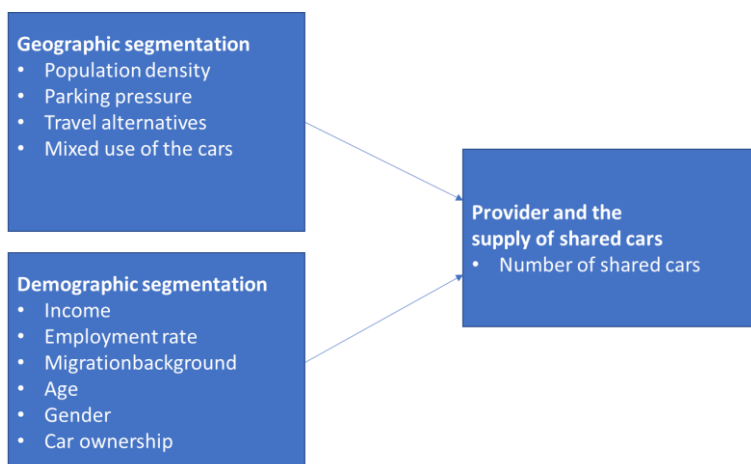 Geographic segmentation
• Population density
• Parking pressure
• Travel alternatives
• Mixed use of the cars
Provider and the
supply of shared cars
• Number of shared cars
Demographic segmentation
• Income
• Employment rate
• Migrationbackground
• Age
• Gender
• Car ownership